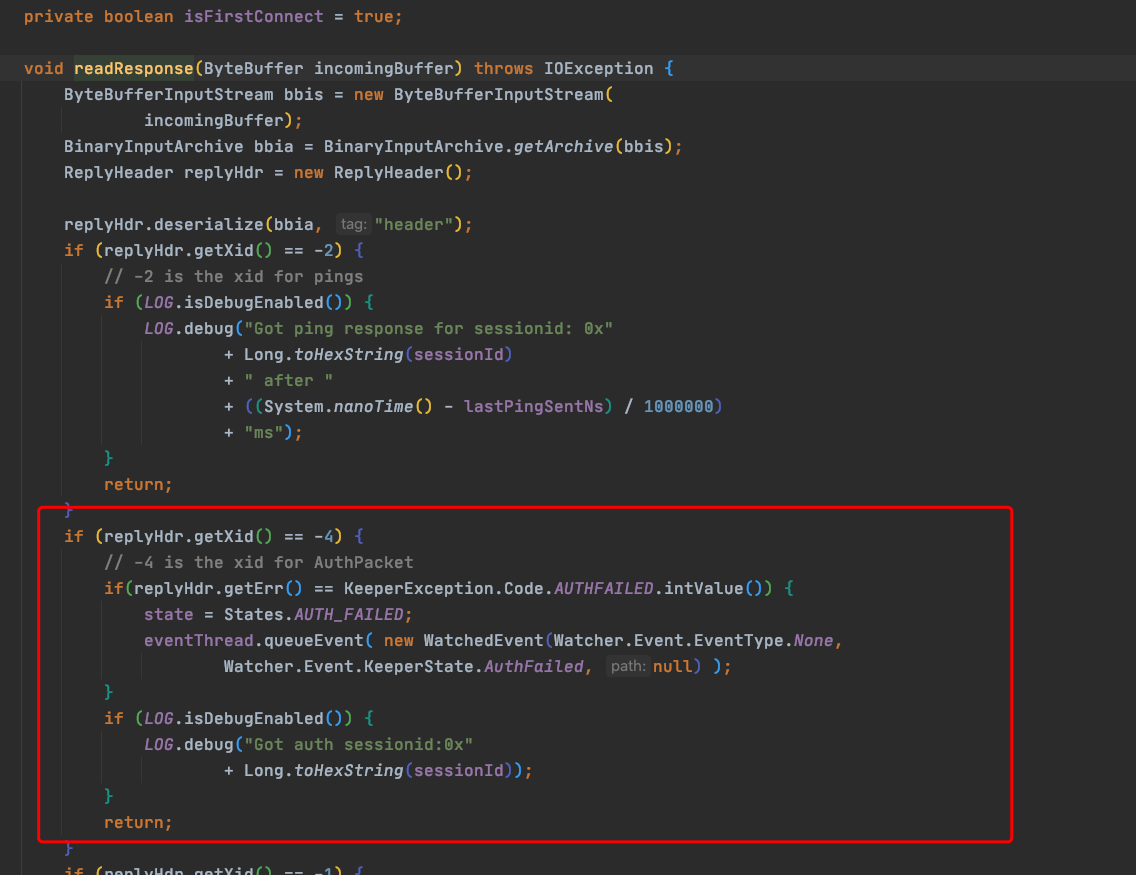 private boolean isFirstConnect = true;
void readResponse(ByteBuffer incomingBuffer) throws IOException {
ByteBufferInputStream bbis = new ByteBufferInputStream(
incomingBuffer);
BinaryInputArchive bbia = BinaryInputArchive.getArchive(bbis);
ReplyHeader replyHdr = new ReplyHeader();
replyHdr.deserialize(bbia, tag: "header");
if (replyHdr.getXid() == -2) {
// -2 is the xid for pings
if (LOG.isDebugEnabled()) {
LOG.debug("Got ping response for sessionid: 0x"
+ Long.toHexString(sessionId)
+ " after "
+ ((System.nanoTime() - lastPingSentNs) / 1000000)
+ "ms");
}
return;
}
if (replyHdr.getXid() == -4) {
// -4 is the xid for AuthPacket
if(replyHdr.getErr() == KeeperException.Code.AUTHFAILED.intValue()) {
state = States.AUTH_FAILED;
eventThread.queueEvent( new WatchedEvent(Watcher.Event.EventType.None,
Watcher.Event.KeeperState.AuthFailed, path: null) );
}
if (LOG.isDebugEnabled()) {
LOG.debug("Got auth sessionid:0x"
+ Long.toHexString(sessionId));
}
return;
}
if (replyHdr.getXid() == -1) {